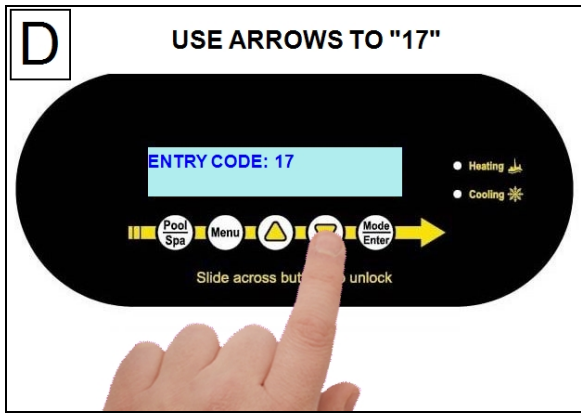 D
USE ARROWS TO "17"
ENTRY CODE: 17
Heating
Cooling
Pool
Spa
Menu
Mode
Enter
Slide across but o unlock